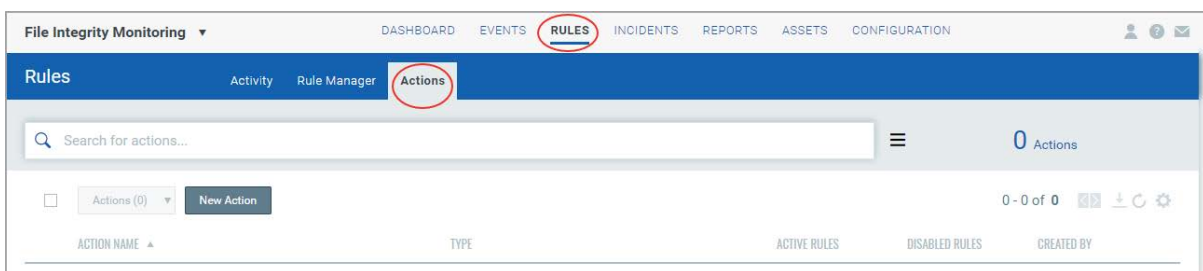 File Integrity Monitoring DASHBOARD EVENTS RULES INCIDENTS REPORTS ASSETS CONFIGURATION
Rules Activity Rule Manager Actions
Search for actions... 0 Actions
Actions (0) New Action 0 - 0 of 0
ACTION NAME TYPE ACTIVE RULES DISABLED RULES CREATED BY